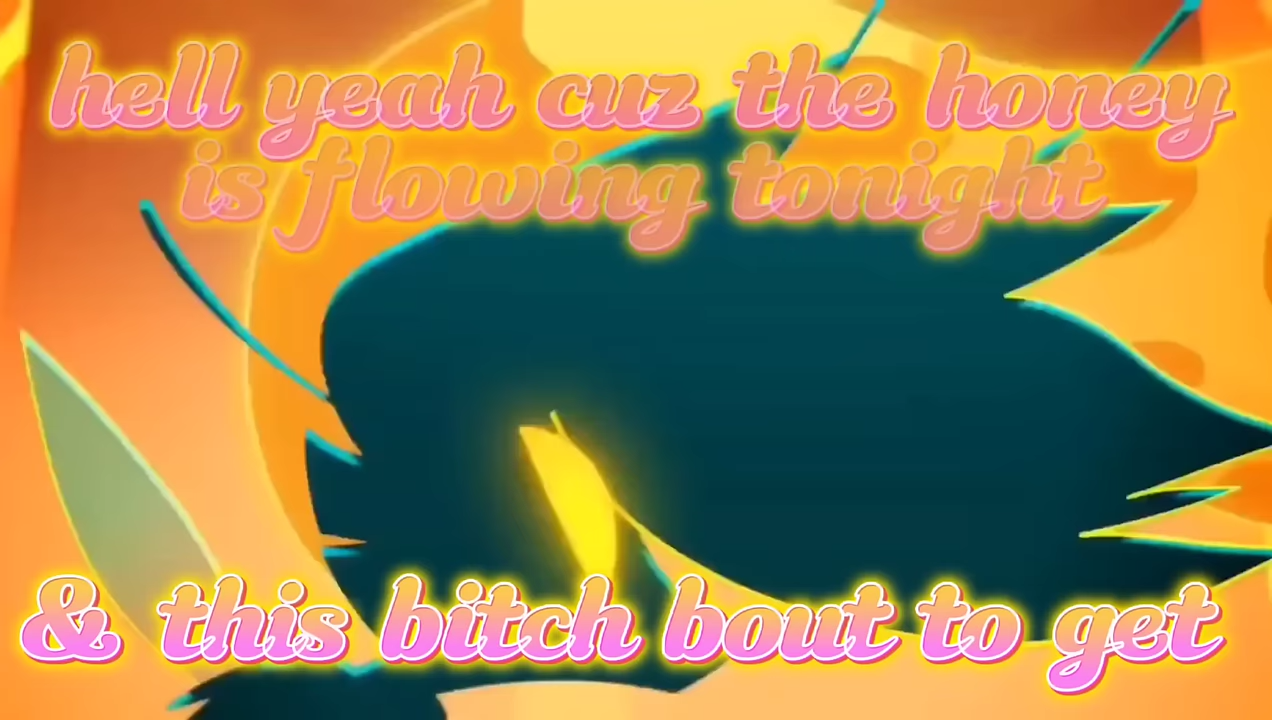 hell yeah cuz the honey
is flowing tonight
& this bitch bout to get